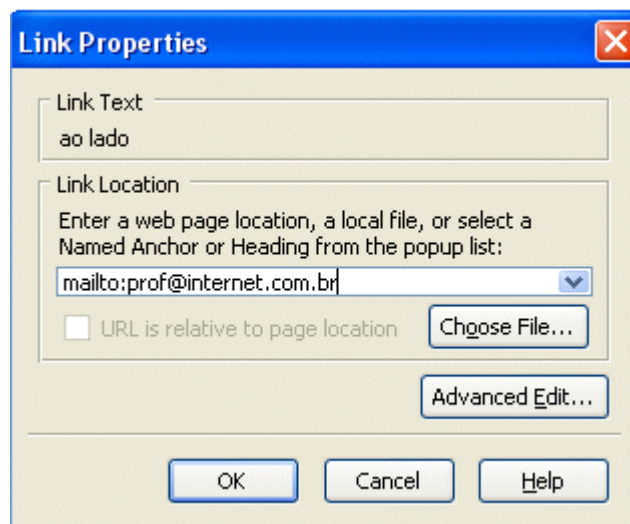 Link Properties
Link Text
ao lado
Link Location
Enter a web page location, a local file, or select a
Named Anchor or Heading from the popup list:
mailto:prof@internet.com.br
URL is relative to page location
Choose File...
Advanced Edit...
OK Cancel Help